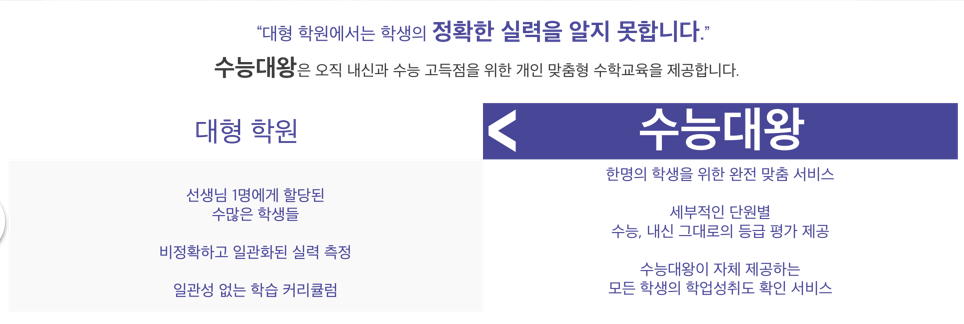 “대형 학원에서는 학생의 정확한 실력을 알지 못합니다.”
수능대왕은 오직 내신과 수능 고득점을 위한 개인 맞춤형 수학교육을 제공합니다.
대형 학원
<
수능대왕
선생님 1명에게 할당된
수많은 학생들
비정확하고 일관화된 실력 측정
일관성 없는 학습 커리큘럼
한명의 학생을 위한 완전 맞춤 서비스
세부적인 단원별
수능, 내신 그대로의 등급 평가 제공
수능대왕이 자체 제공하는
모든 학생의 학업성취도 확인 서비스